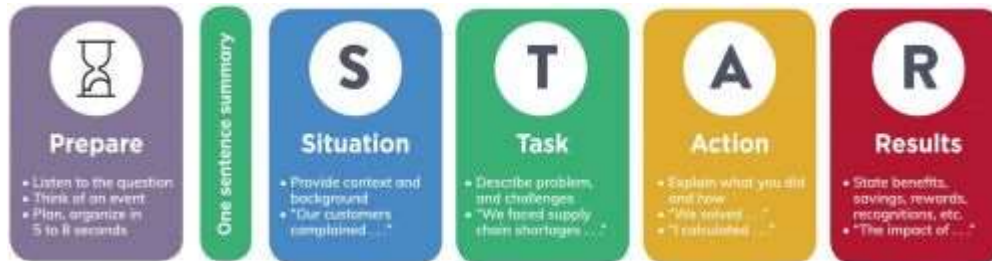 Prepare
• Listen to the question
• Think of an event
• Plan, organize in
5 to 8 seconds
One sentence summary
S
Situation
• Provide context and
background
• "Our customers
complained . . ."
T
Task
• Describe problem,
and challenges
• "We faced supply
chain shortages . . ."
A
Action
• Explain what you did
and how
• "We solved . . ."
• "I calculated . . ."
R
Results
• State benefits,
savings, rewards,
recognitions, etc.
• "The impact of . . ."